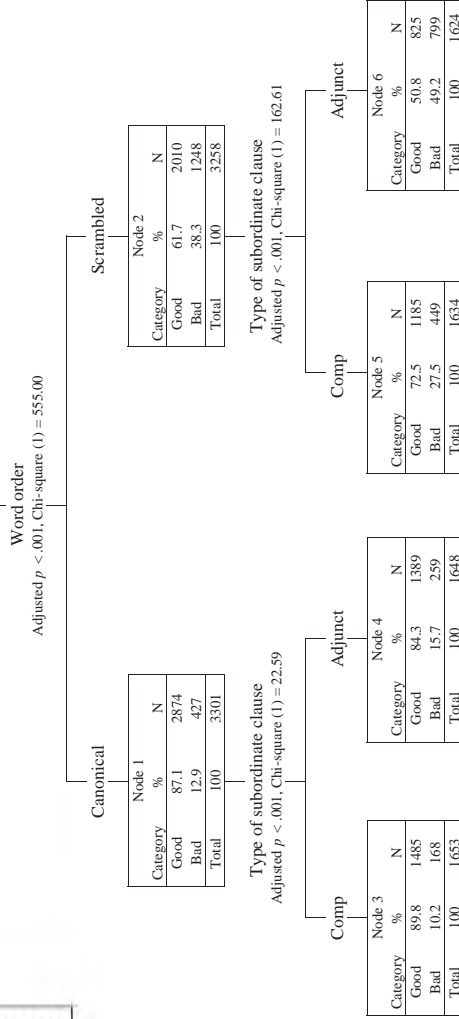 Word order
Adjusted p < .001, Chi-square (1) = 555.00
Canonical
Node 1
Category % N
Good 87.1 2874
Bad 12.9 427
Total 100 3301
Scrambled
Node 2
Category % N
Good 61.7 2010
Bad 38.3 1248
Total 100 3258
Type of subordinate clause
Adjusted p < .001, Chi-square (1) = 22.59
Type of subordinate clause
Adjusted p < .001, Chi-square (1) = 162.61
Comp
Node 3
Category % N
Good 89.8 1485
Bad 10.2 168
Total 100 1653
Adjunct
Node 4
Category % N
Good 84.3 1389
Bad 15.7 259
Total 100 1648
Comp
Node 5
Category % N
Good 72.5 1185
Bad 27.5 449
Total 100 1634
Adjunct
Node 6
Category % N
Good 50.8 825
Bad 49.2 799
Total 100 1624